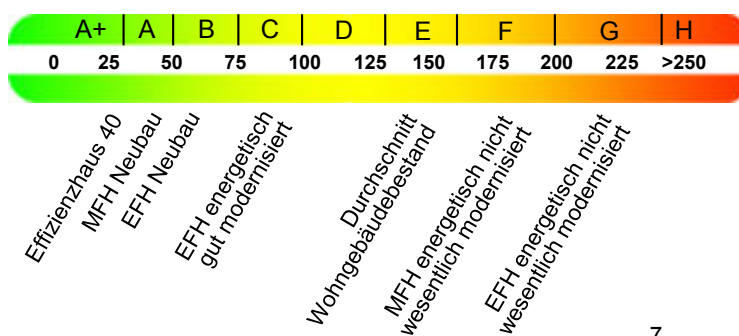 A+ A B C D E F G H
0 25 50 75 100 125 150 175 200 225 >250
Effizienzhaus 40
MFH Neubau
EFH Neubau
EFH energetisch
gut modernisiert
Durchschnitt
Wohngebäudebestand
MFH energetisch nicht
wesentlich modernisiert
EFH energetisch nicht
wesentlich modernisiert
7